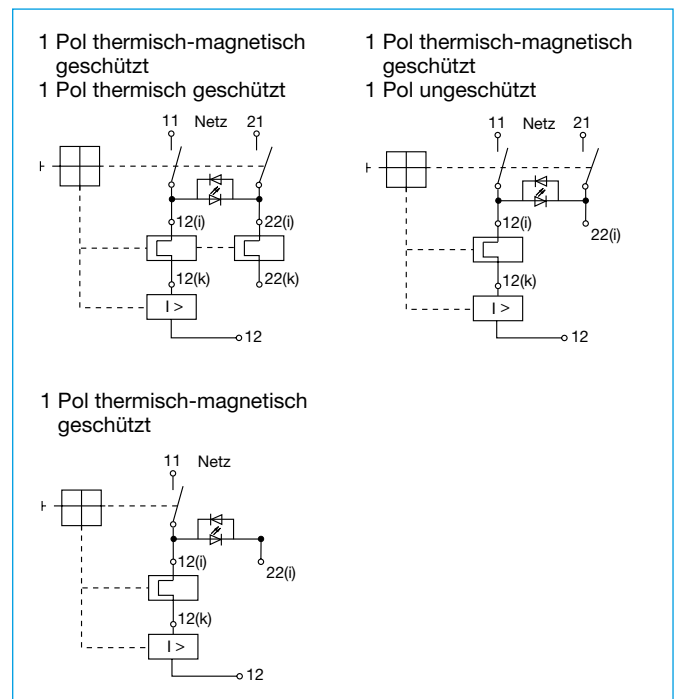 1 Pol thermisch-magnetisch
geschützt
1 Pol thermisch geschützt
11 Netz 21
12(i) 22(i)
12(k) 22(k)
I >
12
1 Pol thermisch-magnetisch
geschützt
1 Pol ungeschützt
11 Netz 21
12(i)
22(i)
12(k)
I >
12
1 Pol thermisch-magnetisch
geschützt
11 Netz
12(i)
22(i)
12(k)
I >
12